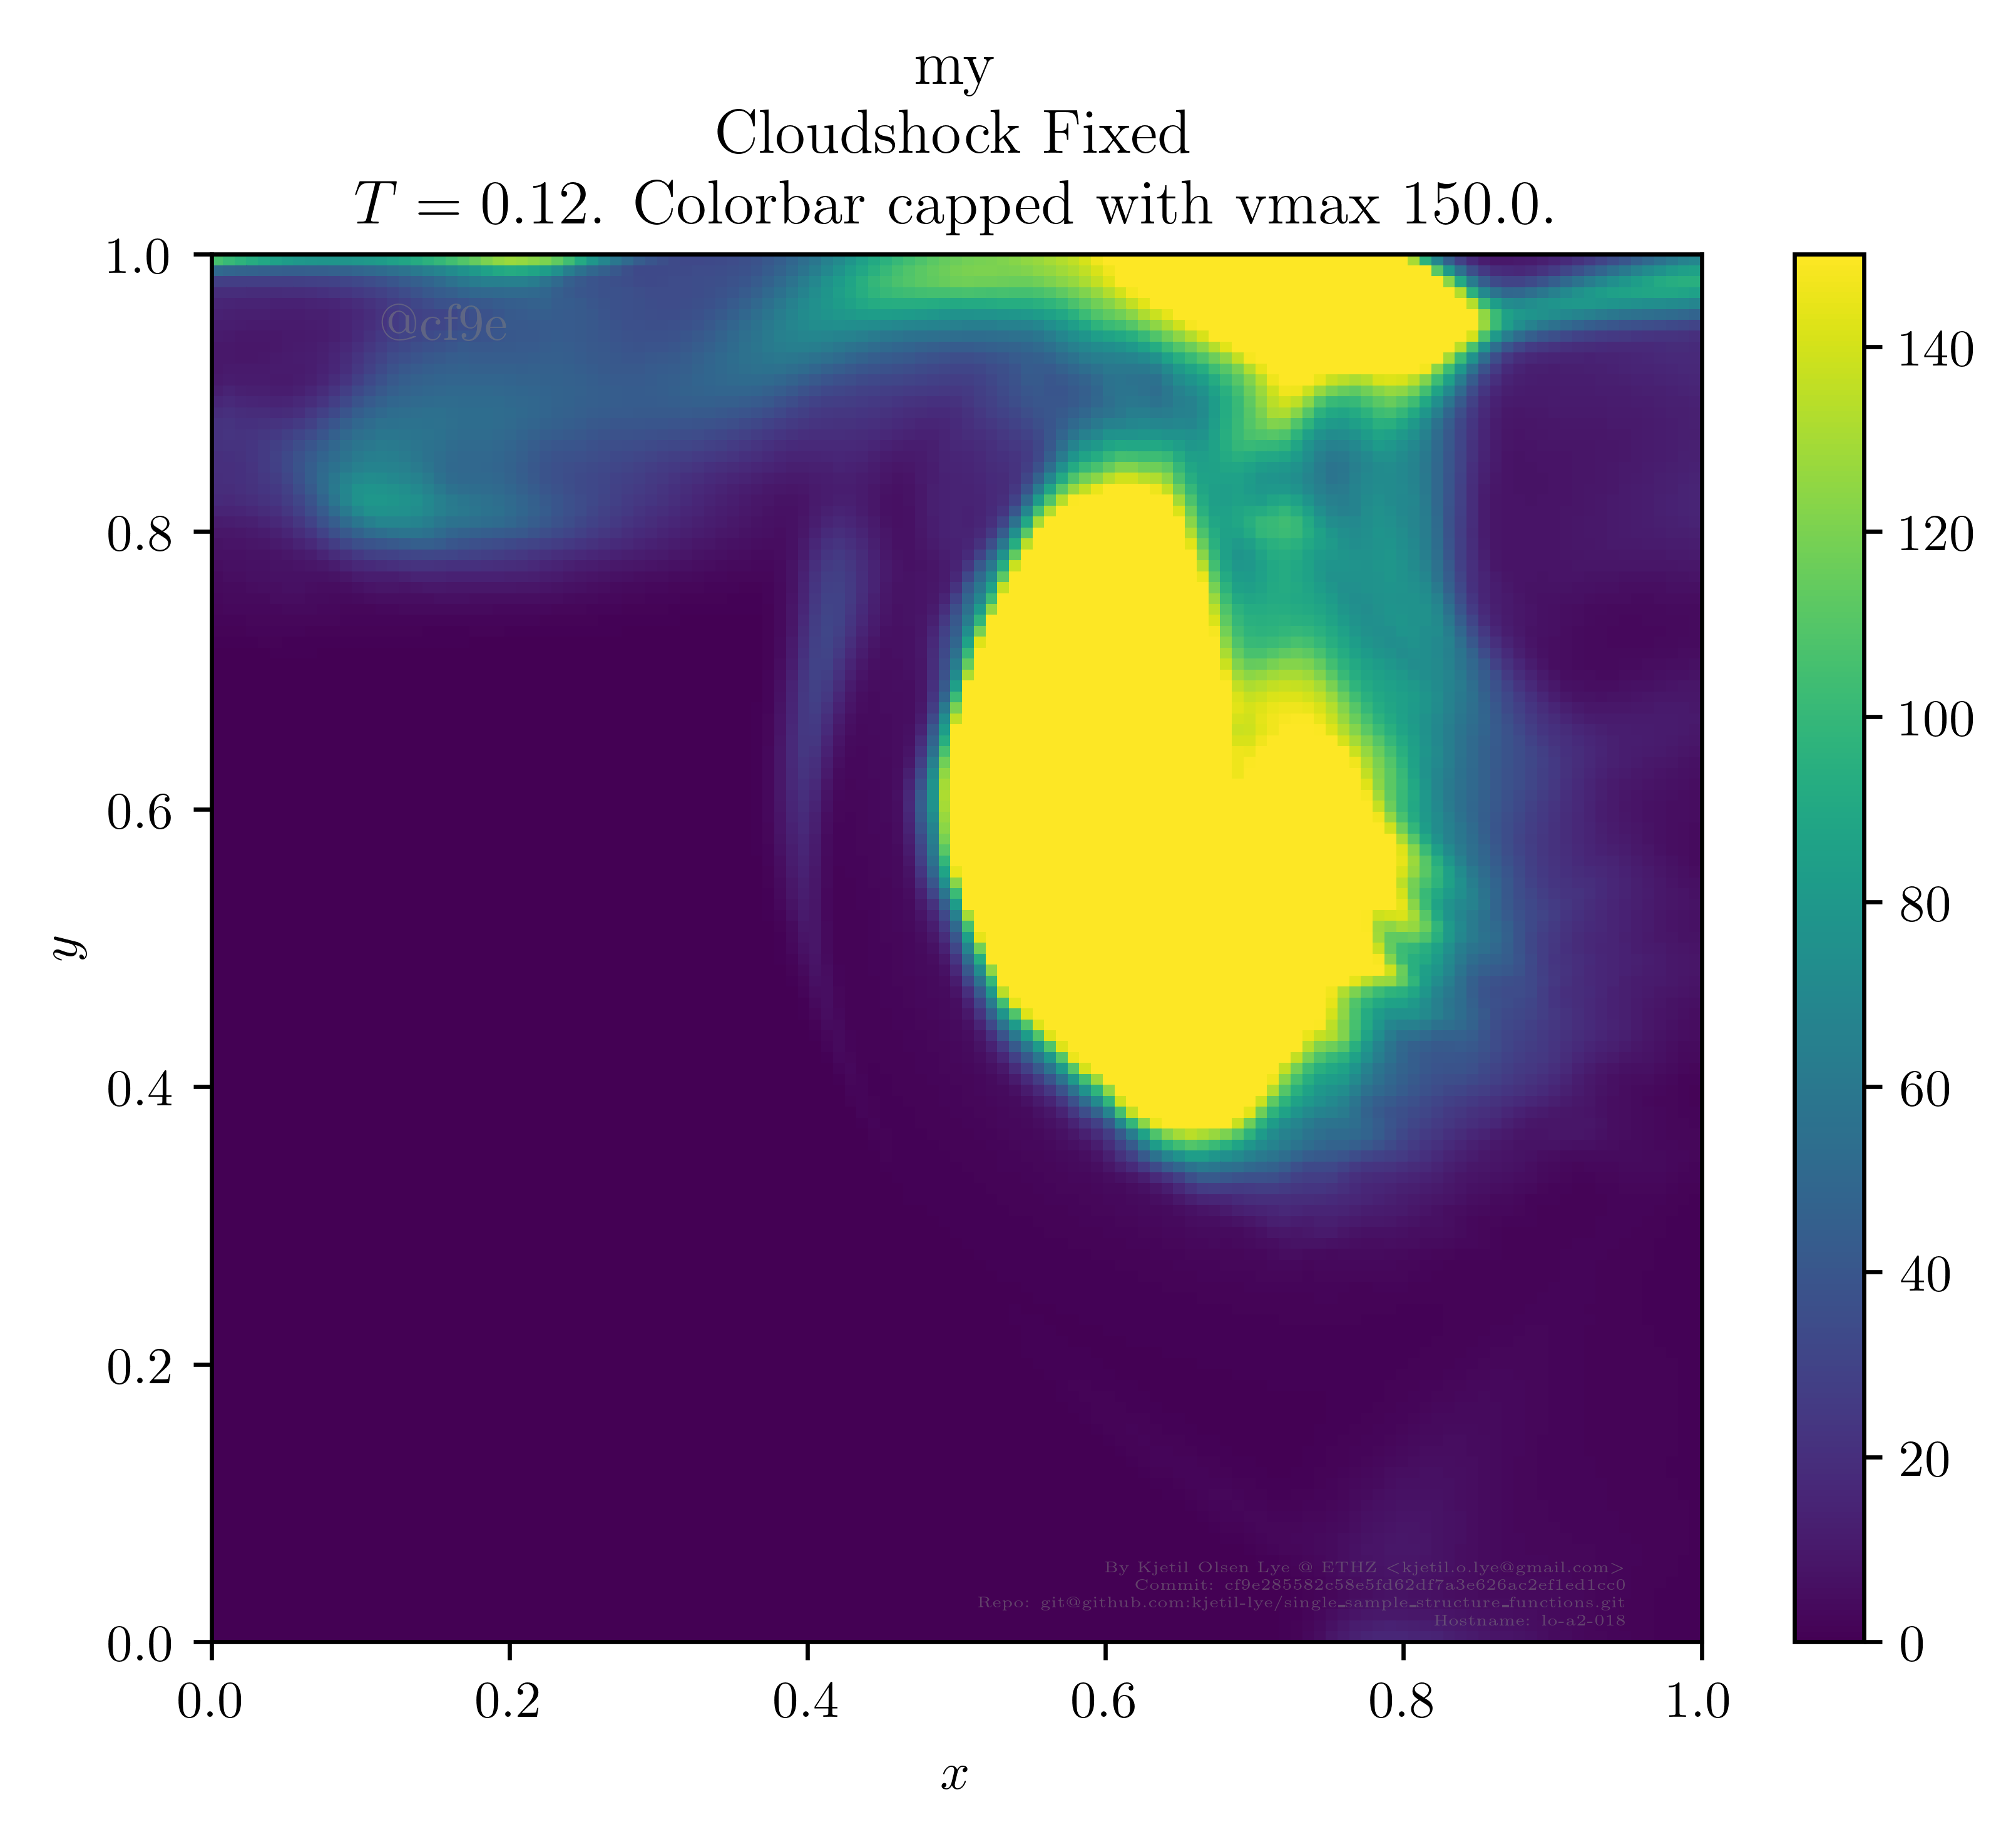 my
Cloudshock Fixed
T = 0.12. Colorbar capped with vmax 150.0.
1.0
0.8
0.6
0.4
0.2
0.0
y
@cf9e
By Kjetil Olsen Lye @ ETHZ <kjetil.o.lye@gmail.com>
Commit: cf9e285582c58e5fd62df7a3e626ac2ef1ed1cc0
Repo: git@github.com:kjetil-lye/single_sample_structure_functions.git
Hostname: lo-a2-018
0.0 0.2 0.4 0.6 0.8 1.0
x
140
120
100
80
60
40
20
0